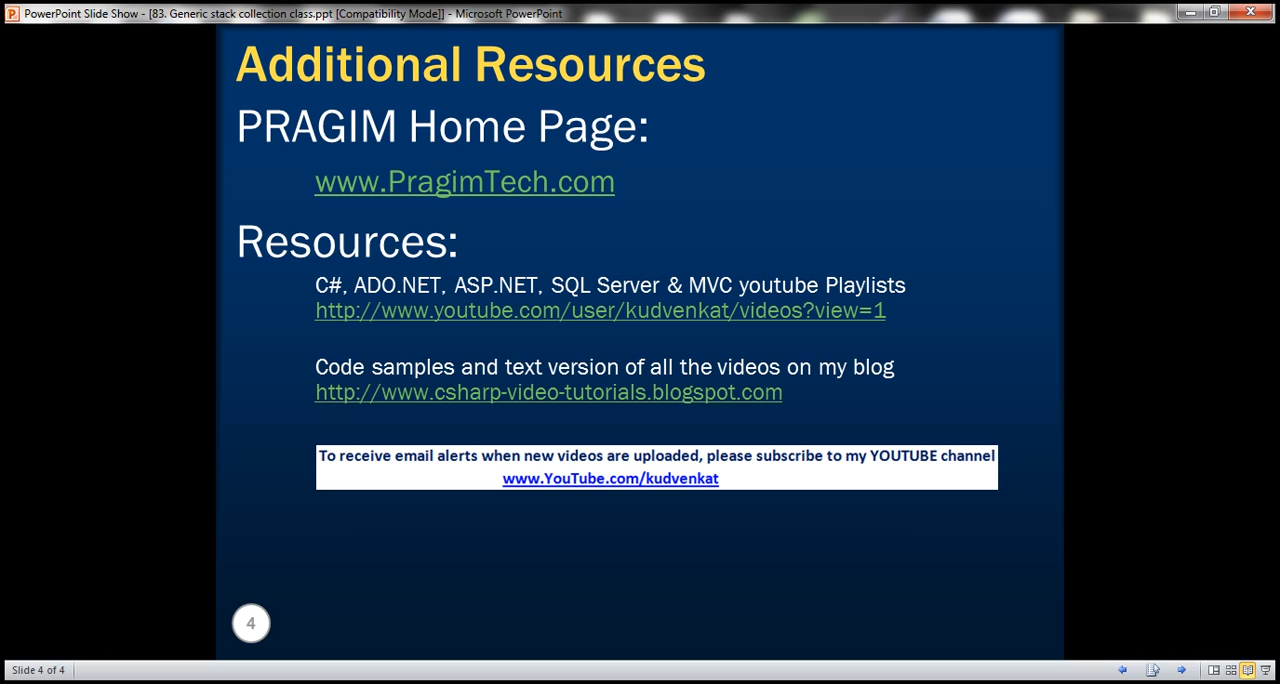 PowerPoint Slide Show - [83. Generic stack collection class.ppt [Compatibility Mode]] - Microsoft PowerPoint
Additional Resources
PRAGIM Home Page:
www.PragimTech.com
Resources:
C#, ADO.NET, ASP.NET, SQL Server & MVC youtube Playlists
http://www.youtube.com/user/kudvenkat/videos?view=1
Code samples and text version of all the videos on my blog
http://www.csharp-video-tutorials.blogspot.com
To receive email alerts when new videos are uploaded, please subscribe to my YOUTUBE channel
www.YouTube.com/kudvenkat
4
Slide 4 of 4